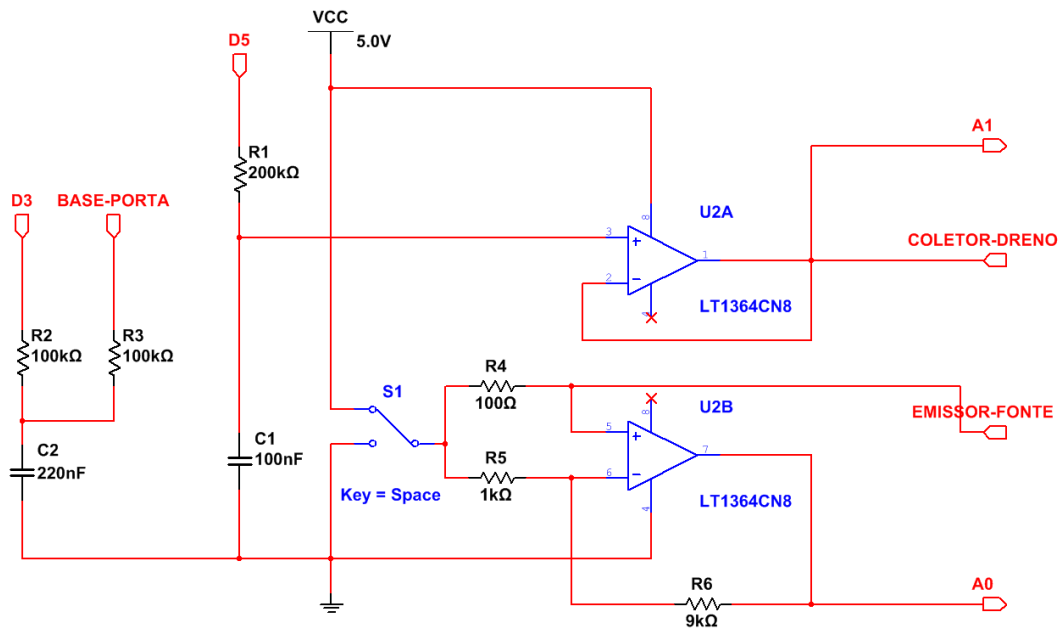 VCC
5.0V
D5
A1
R1
200kΩ
D3
BASE-PORTA
8
U2A
3
1
COLETOR-DRENO
2
LT1364CN8
4
R2
100kΩ
R3
100kΩ
R4
100Ω
S1
8
U2B
EMISSOR-FONTE
5
7
C1
100nF
C2
220nF
R5
1kΩ
6
Key = Space
LT1364CN8
4
R6
9kΩ
A0